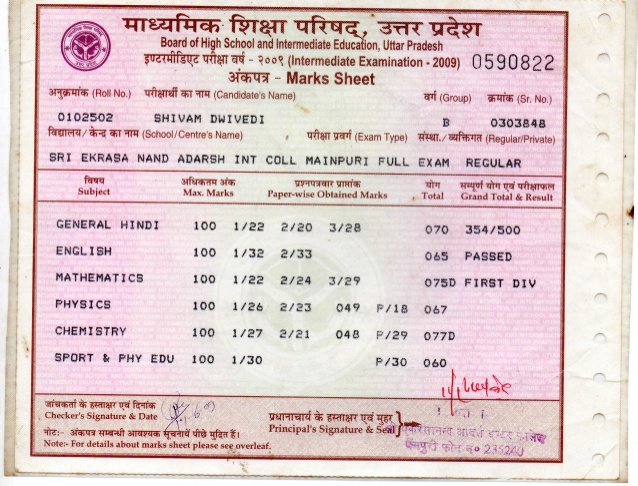 माध्यमिक शिक्षा परिषद्, उत्तर प्रदेश
Board of High School and Intermediate Education, Uttar Pradesh
इण्टरमीडिएट परीक्षा वर्ष - २००९ (Intermediate Examination - 2009) 0590822
अंकपत्र - Marks Sheet
अनुक्रमांक (Roll No.) परीक्षार्थी का नाम (Candidate's Name) वर्ग (Group) क्रमांक (Sr. No.)
0102502 SHIVAM DWIVEDI B 0303848
विद्यालय/ केन्द का नाम (School/Centre's Name) परीक्षा प्रवर्ग (Exam Type) संस्था./ व्यक्तिगत (Regular/Private)
SRI EKRASA NAND ADARSH INT COLL MAINPURI FULL EXAM REGULAR
विषय अधिकतम अंक प्रश्नपत्रवार प्राप्तांक योग सम्पूर्ण योग एवं परीक्षाफल
Subject Max. Marks Paper-wise Obtained Marks Total Grand Total & Result
GENERAL HINDI 100 1/22 2/20 3/28 070 354/500
ENGLISH 100 1/32 2/33 065 PASSED
MATHEMATICS 100 1/22 2/24 3/29 075D FIRST DIV
PHYSICS 100 1/26 2/23 049 P/18 067
CHEMISTRY 100 1/27 2/21 048 P/29 077D
SPORT & PHY EDU 100 1/30 P/30 060
जांचकर्ता के हस्ताक्षर एवं दिनांक
Checker's Signature & Date
प्रधानाचार्य के हस्ताक्षर एवं मुहर
Principal's Signature & Seal
नोट:- अंकपत्र सम्बन्धी आवश्यक सूचनायें पीछे मुद्रित हैं।
Note:- For details about marks sheet please see overleaf.